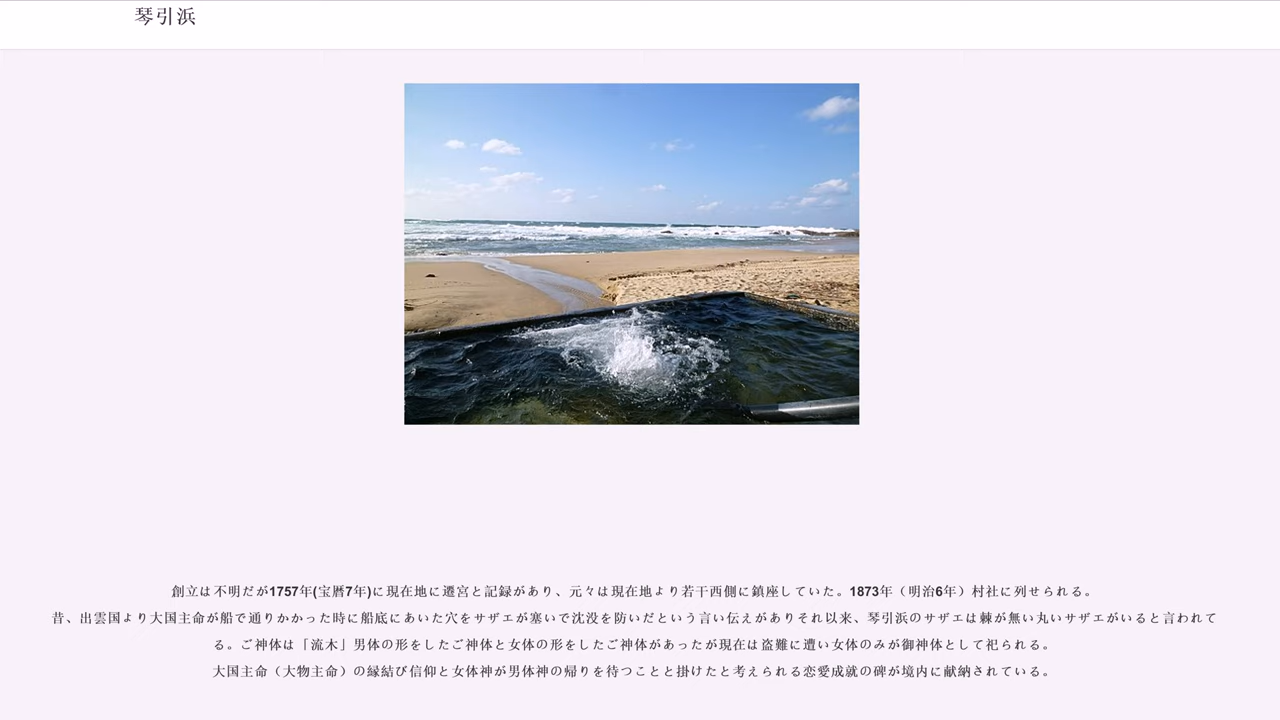 琴引浜
創立は不明だが1757年(宝暦7年)に現在地に遷宮と記録があり、元々は現在地より若干西側に鎮座していた。1873年（明治6年）村社に列せられる。
昔、出雲国より大国主命が船で通りかかった時に船底にあいた穴をサザエが塞いで沈没を防いだという言い伝えがありそれ以来、琴引浜のサザエは棘が無い丸いサザエがいると言われて
る。ご神体は「流木」男体の形をしたご神体と女体の形をしたご神体があったが現在は盗難に遭い女体のみが御神体として祀られる。
大国主命（大物主命）の縁結び信仰と女体神が男体神の帰りを待つことと掛けたと考えられる恋愛成就の碑が境内に献納されている。